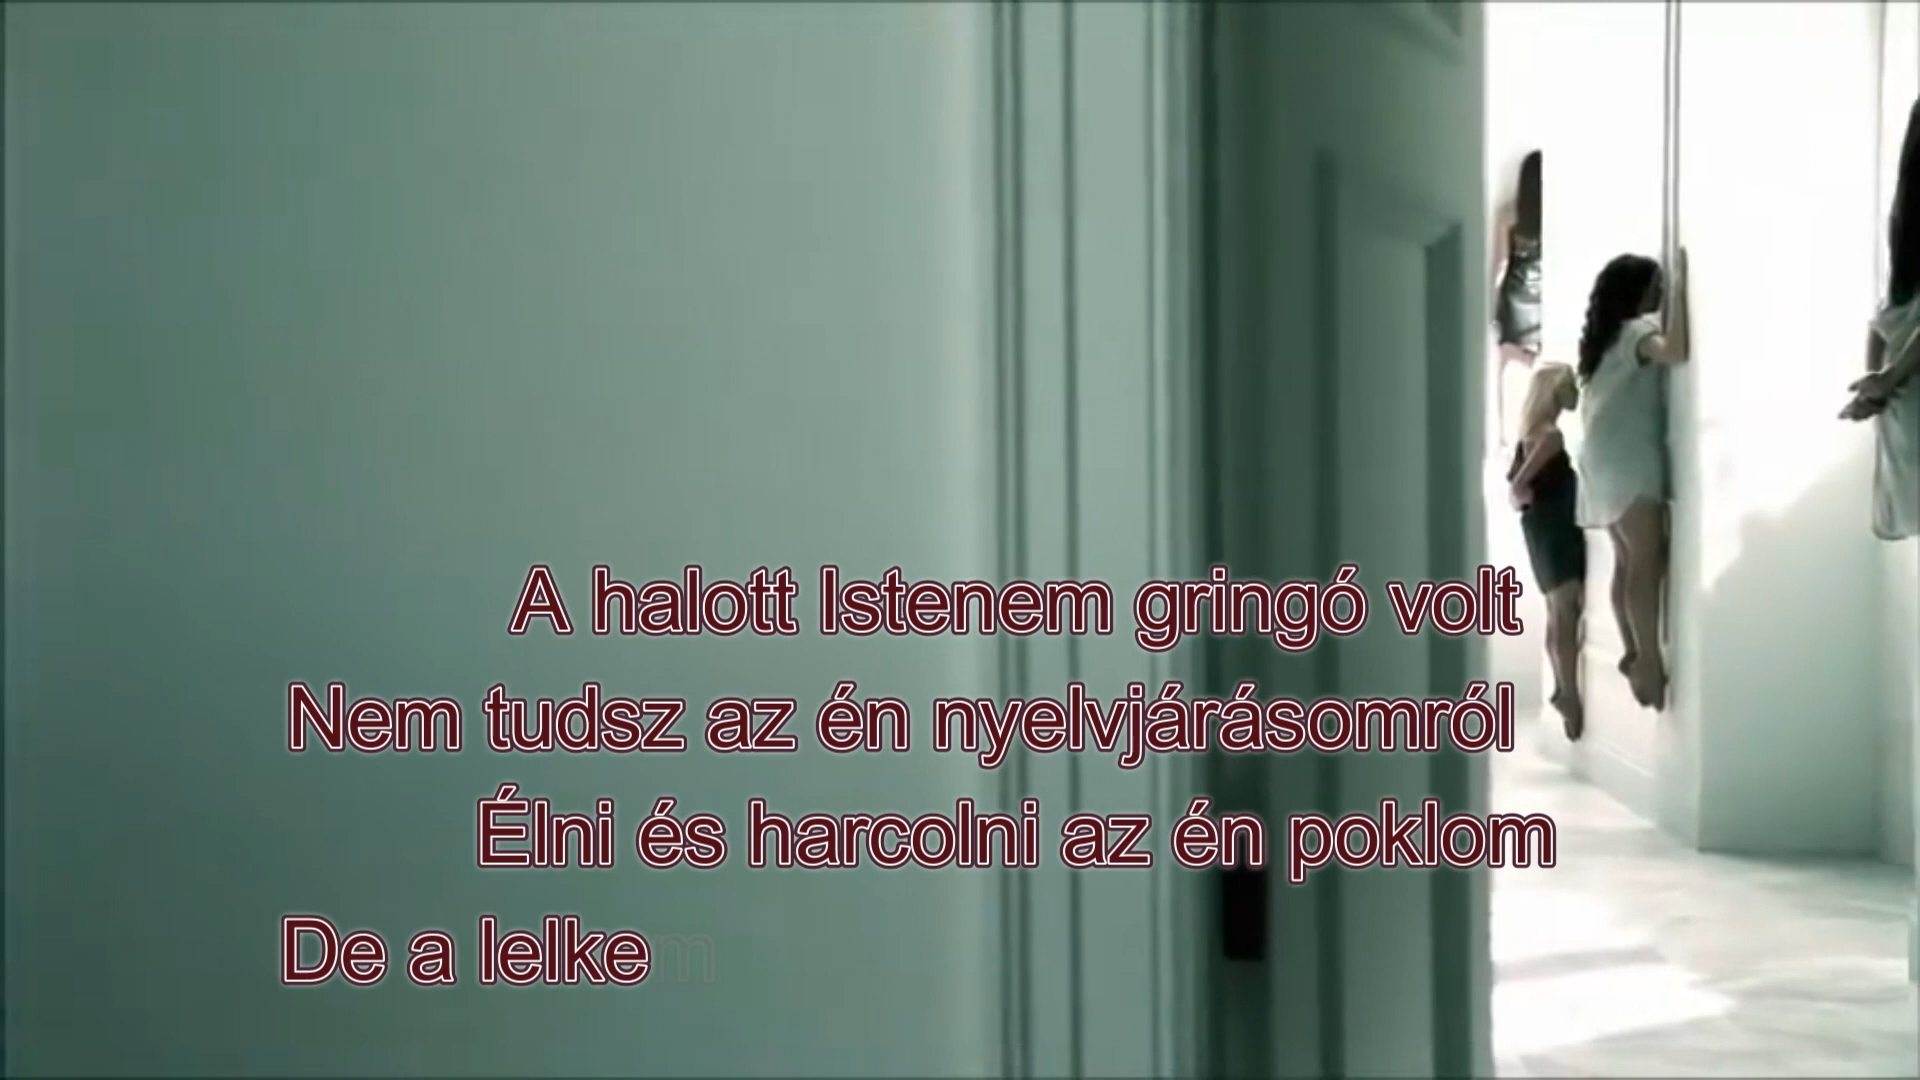 A halott Istenem gringó volt
Nem tudsz az én nyelvjárásomról
Élni és harcolni az én poklom
De a lelkem